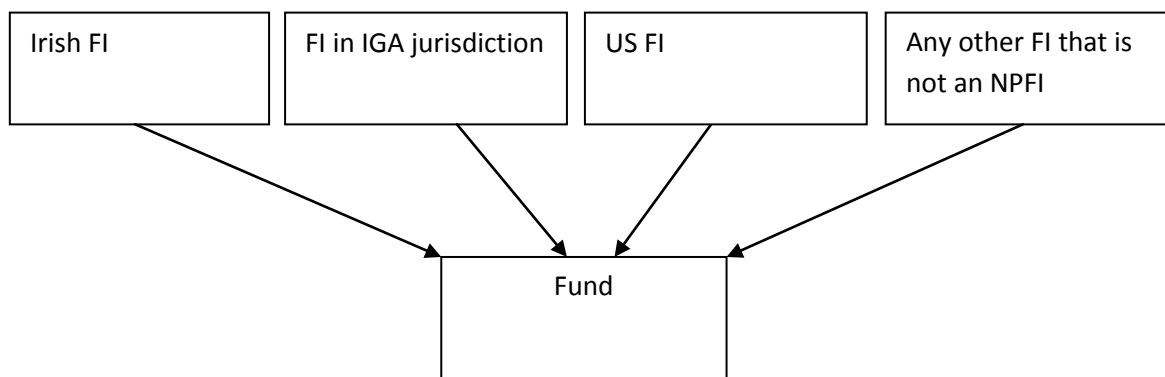 Irish FI
FI in IGA jurisdiction
US FI
Any other FI that is
not an NPFI
Fund